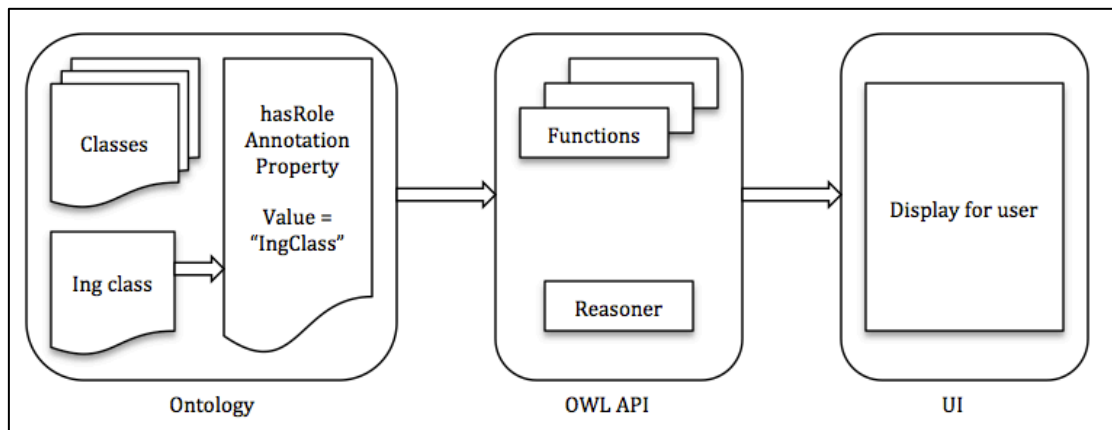 Classes
Ing class
hasRole
Annotation
Property
Value =
“IngClass”
Ontology
Functions
Reasoner
OWL API
Display for user
UI